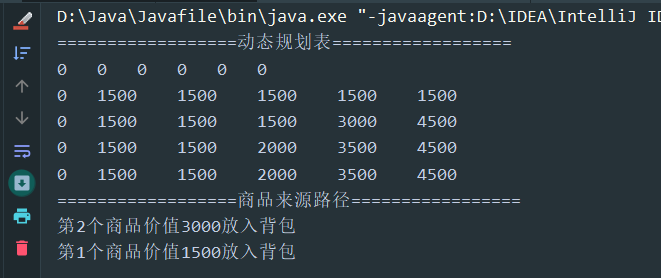 D:\Java\Javafile\bin\java.exe "-javaagent:D:\IDEA\IntelliJ ID
==================动态规划表==================
0 0 0 0 0 0
0 1500 1500 1500 1500 1500
0 1500 1500 1500 3000 4500
0 1500 1500 2000 3500 4500
0 1500 1500 2000 3500 4500
==================商品来源路径=================
第2个商品价值3000放入背包
第1个商品价值1500放入背包